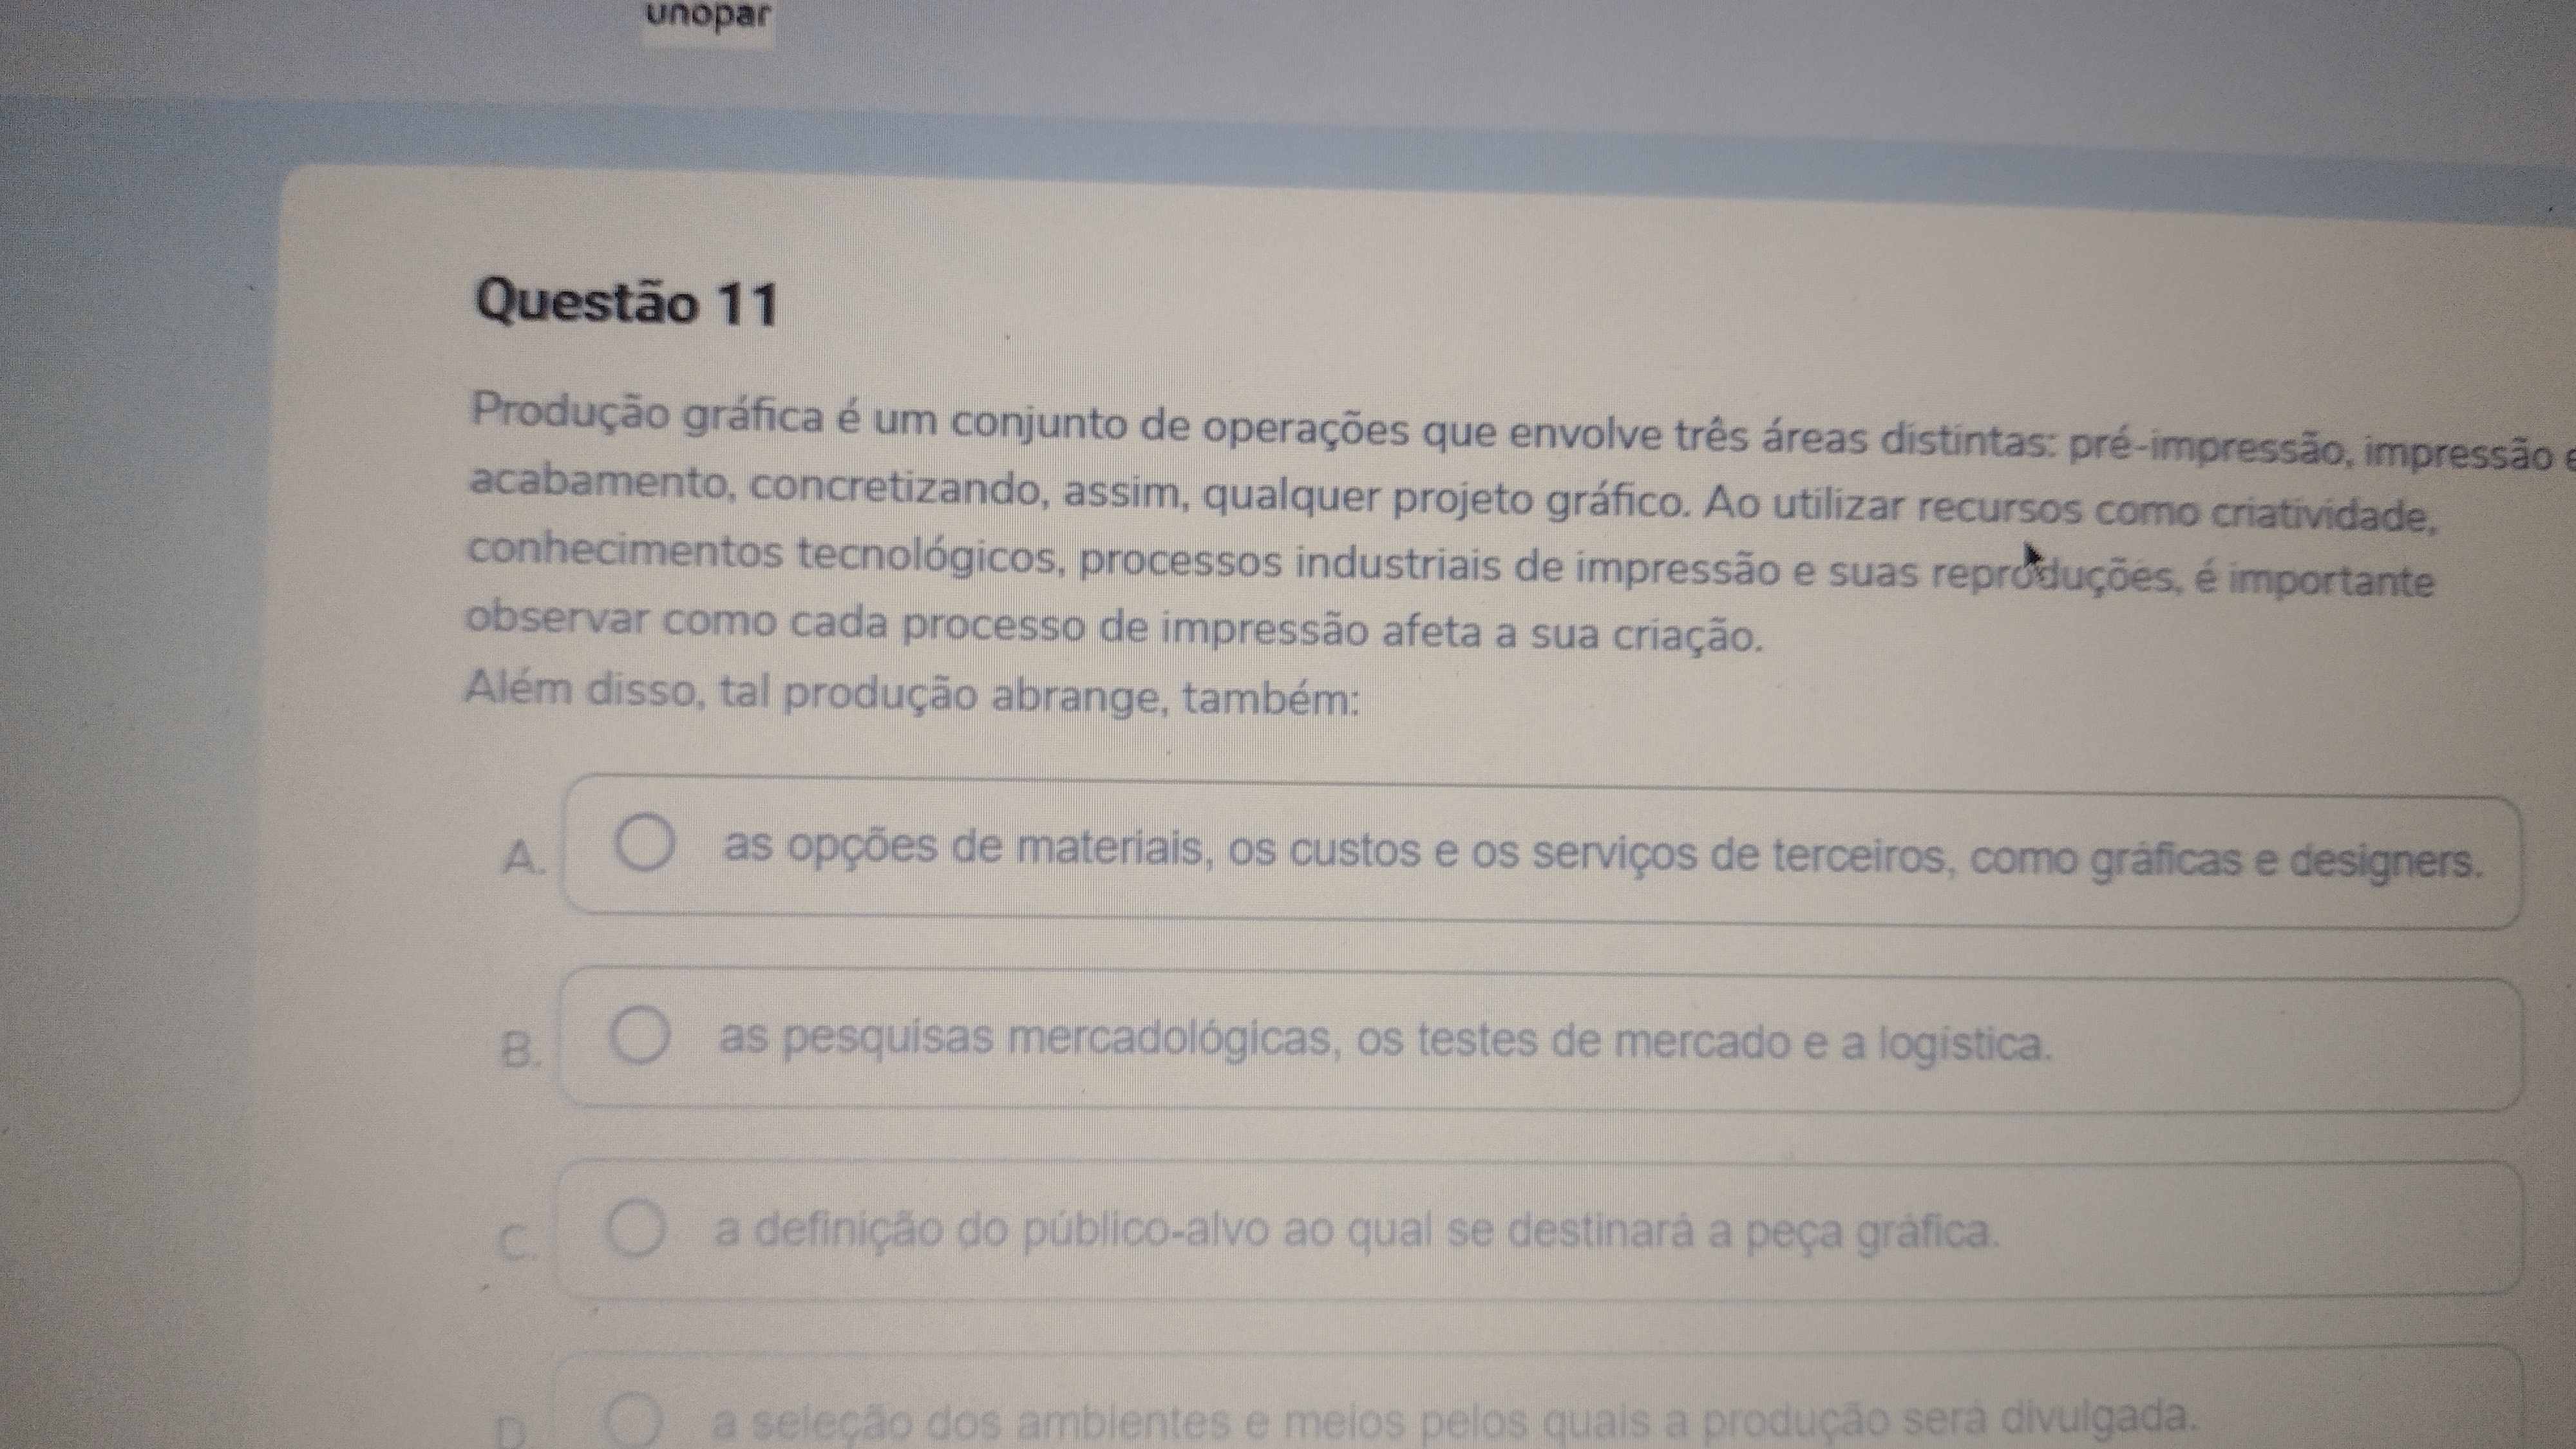 unopar
Questão 11
Produção gráfica é um conjunto de operações que envolve três áreas distintas: pré-impressão, impressão e
acabamento, concretizando, assim, qualquer projeto gráfico. Ao utilizar recursos como criatividade,
conhecimentos tecnológicos, processos industriais de impressão e suas reproduções, é importante
observar como cada processo de impressão afeta a sua criação.
Além disso, tal produção abrange, também:
A. as opções de materiais, os custos e os serviços de terceiros, como gráficas e designers.
B. as pesquisas mercadológicas, os testes de mercado e a logística.
C. a definição do público-alvo ao qual se destinará a peça gráfica.
D. a seleção dos ambientes e meios pelos quais a produção será divulgada.